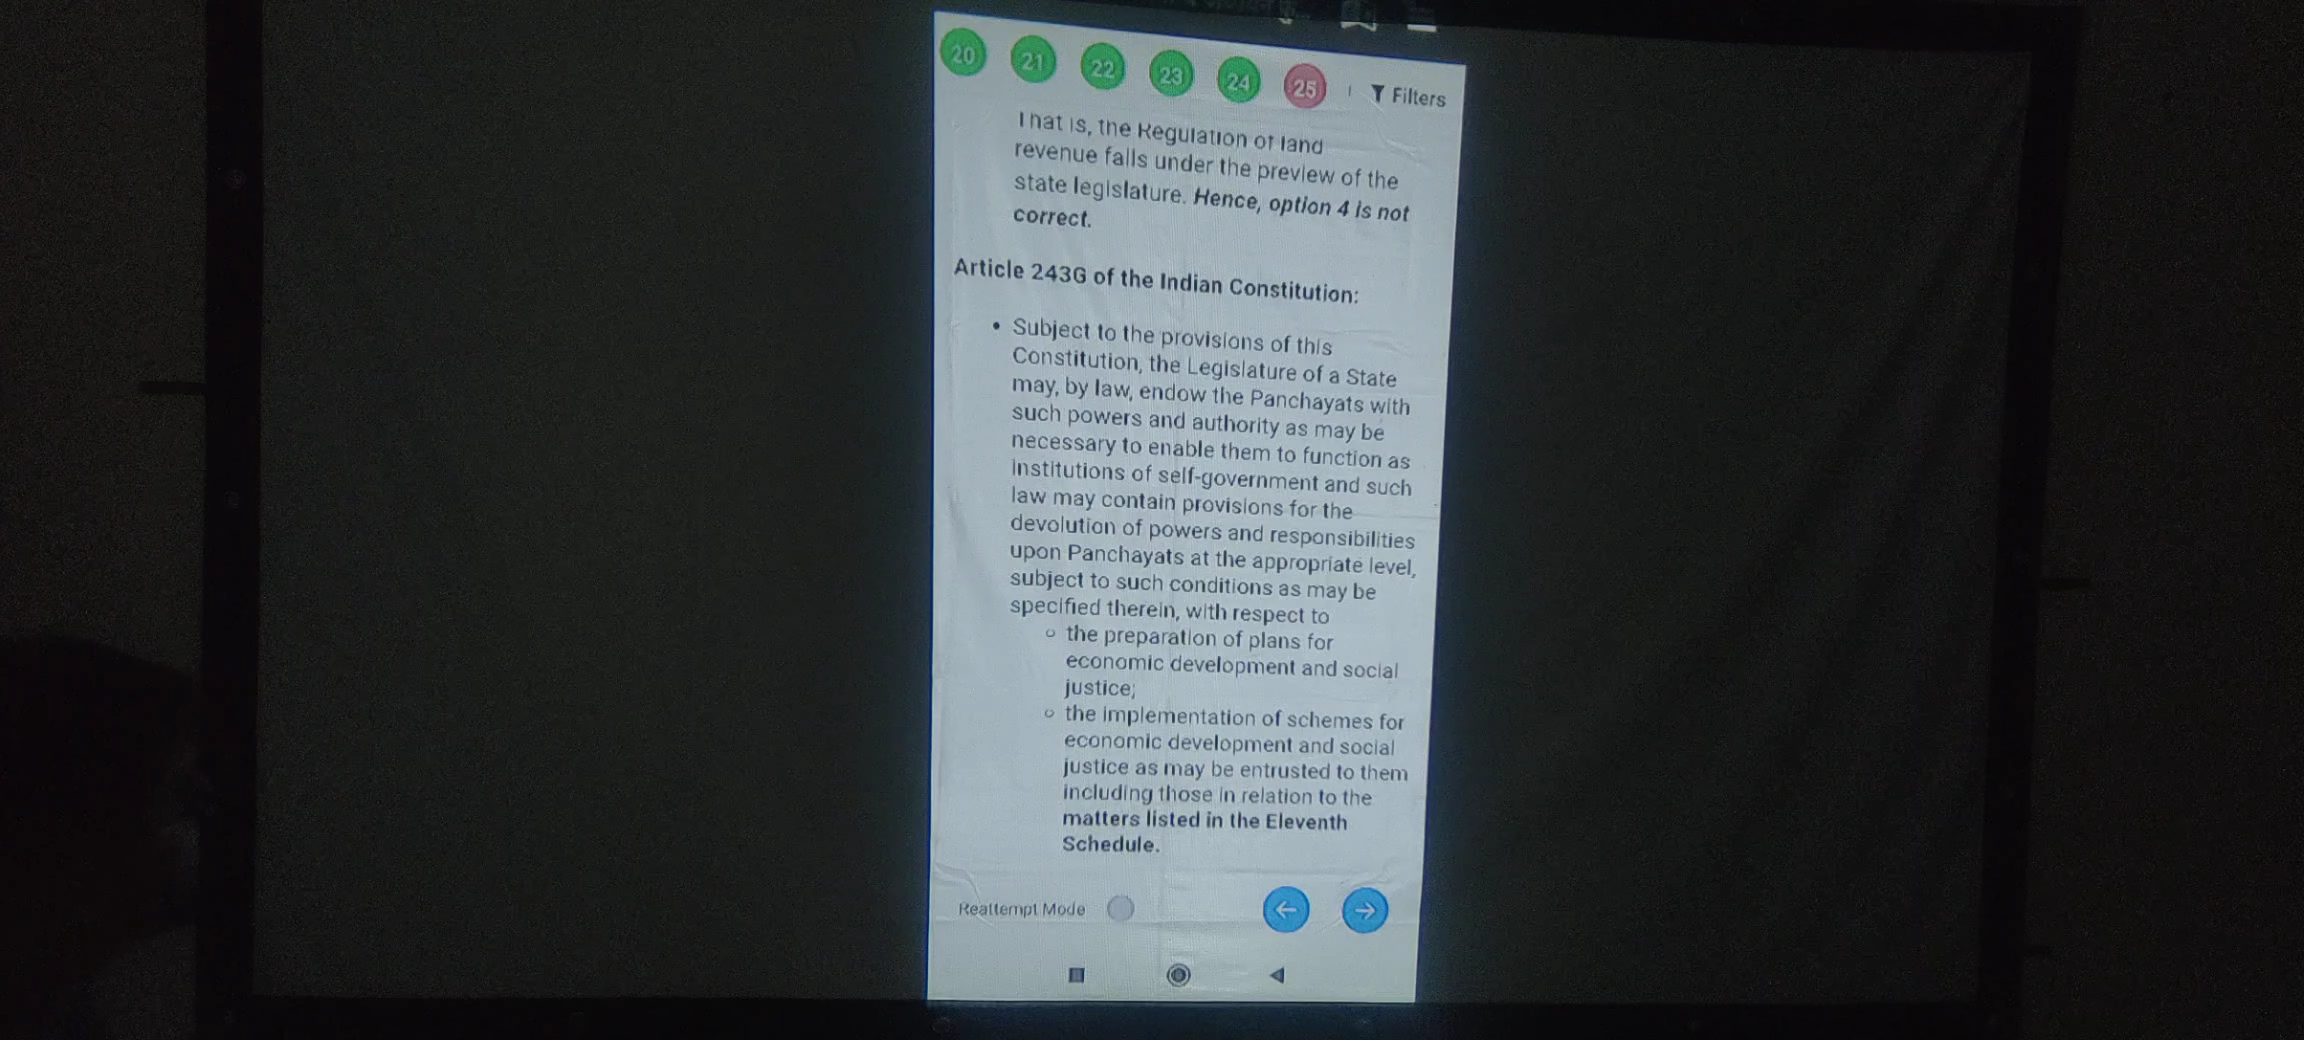 20 21 22 23 24 25 Filters
That is, the Regulation of land
revenue falls under the preview of the
state legislature. Hence, option 4 is not
correct.
Article 243G of the Indian Constitution:
• Subject to the provisions of this
Constitution, the Legislature of a State
may, by law, endow the Panchayats with
such powers and authority as may be
necessary to enable them to function as
institutions of self-government and such
law may contain provisions for the
devolution of powers and responsibilities
upon Panchayats at the appropriate level,
subject to such conditions as may be
specified therein, with respect to
○ the preparation of plans for
economic development and social
justice;
○ the implementation of schemes for
economic development and social
justice as may be entrusted to them
including those in relation to the
matters listed in the Eleventh
Schedule.
Reattempt Mode